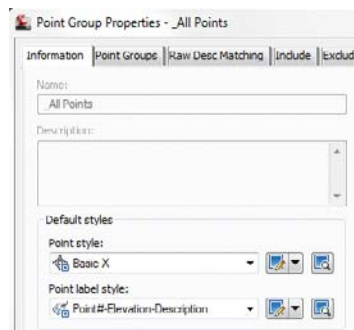 Point Group Properties - _All Points
Information Point Groups Raw Desc Matching Include Exclud
Name:
_All Points
Description:
Default styles
Point style:
Basic X
Point label style:
Point#-Elevation-Description